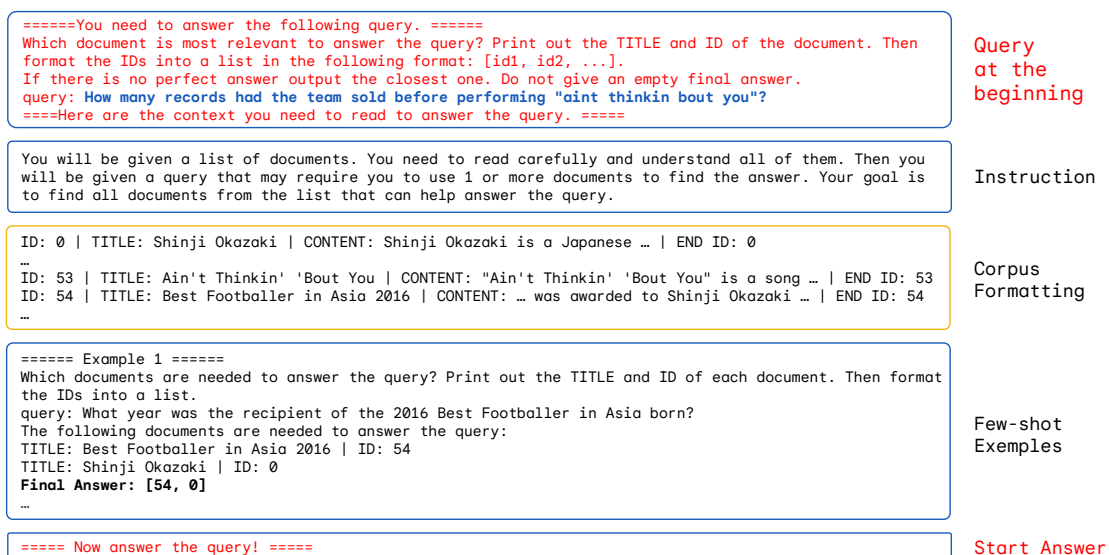 ======You need to answer the following query. ======
Which document is most relevant to answer the query? Print out the TITLE and ID of the document. Then
format the IDs into a list in the following format: [id1, id2, ...].
If there is no perfect answer output the closest one. Do not give an empty final answer.
query: How many records had the team sold before performing "aint thinkin bout you"?
====Here are the context you need to read to answer the query. =====
Query
at the
beginning
You will be given a list of documents. You need to read carefully and understand all of them. Then you
will be given a query that may require you to use 1 or more documents to find the answer. Your goal is
to find all documents from the list that can help answer the query.
Instruction
ID: 0 | TITLE: Shinji Okazaki | CONTENT: Shinji Okazaki is a Japanese … | END ID: 0
…
ID: 53 | TITLE: Ain't Thinkin' 'Bout You | CONTENT: "Ain't Thinkin' 'Bout You" is a song … | END ID: 53
ID: 54 | TITLE: Best Footballer in Asia 2016 | CONTENT: … was awarded to Shinji Okazaki … | END ID: 54
…
Corpus
Formatting
====== Example 1 ======
Which documents are needed to answer the query? Print out the TITLE and ID of each document. Then format
the IDs into a list.
query: What year was the recipient of the 2016 Best Footballer in Asia born?
The following documents are needed to answer the query:
TITLE: Best Footballer in Asia 2016 | ID: 54
TITLE: Shinji Okazaki | ID: 0
Final Answer: [54, 0]
…
Few-shot
Exemples
===== Now answer the query! =====
Start Answer